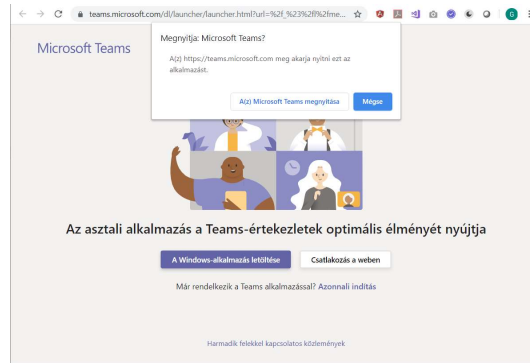 teams.microsoft.com/dl/launcher/launcher.html?url=%2f_%23%2fl%2fme...
G
Microsoft Teams
Megnyitja: Microsoft Teams?
A(z) https://teams.microsoft.com meg akarja nyitni ezt az
alkalmazást.
A(z) Microsoft Teams megnyitása Mégse
Az asztali alkalmazás a Teams-értekezletek optimális élményét nyújtja
A Windows-alkalmazás letöltése Csatlakozás a weben
Már rendelkezik a Teams alkalmazással? Azonnali indítás
Harmadik felekkel kapcsolatos közlemények